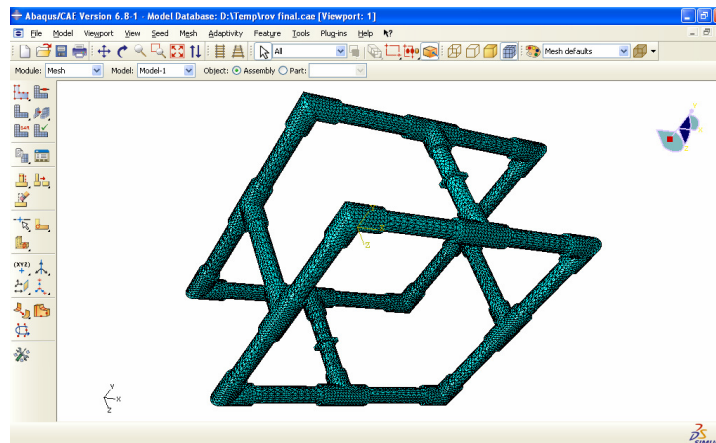 Abaqus/CAE Version 6.8-1 - Model Database: D:\Temp\rov final.cae [Viewport: 1]
File Model Viewport View Seed Mesh Adaptivity Feature Tools Plug-ins Help
All Mesh defaults
Module: Mesh Model: Model-1 Object: Assembly Part:
(XYZ)
Z
Y
X
Z
DS